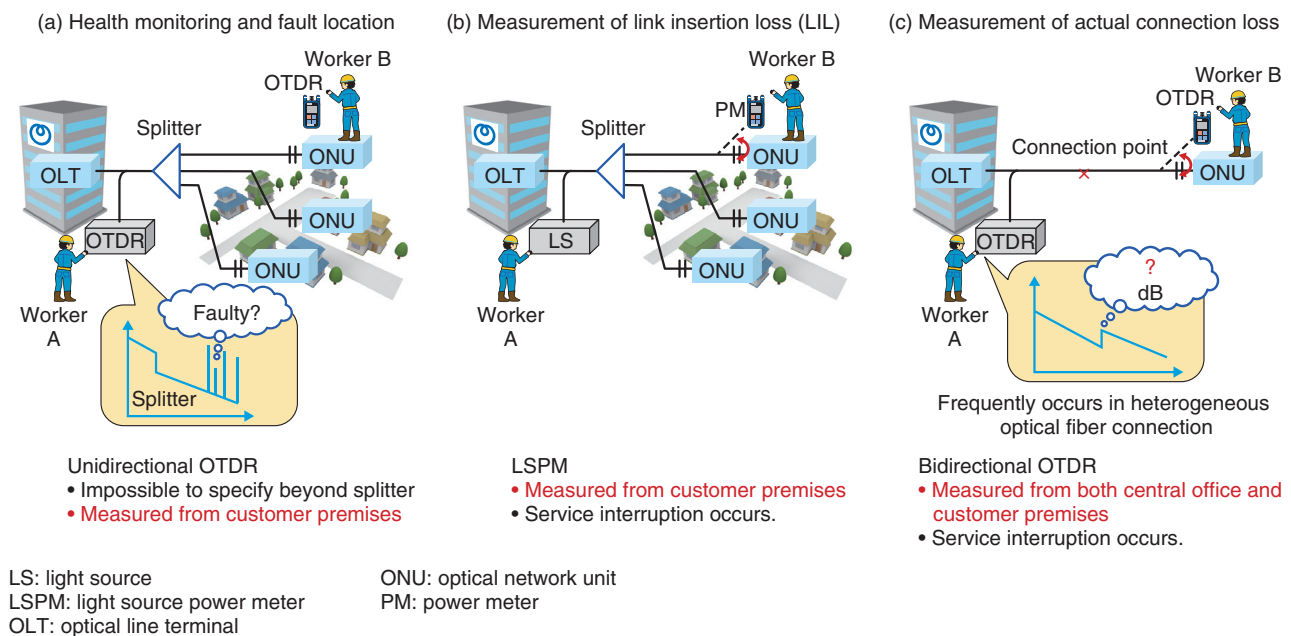 (a) Health monitoring and fault location
Worker B
OTDR
Splitter
OLT
ONU
ONU
ONU
OTDR
Worker
A
Faulty?
Splitter
Unidirectional OTDR
• Impossible to specify beyond splitter
• Measured from customer premises
(b) Measurement of link insertion loss (LIL)
Worker B
PM
Splitter
OLT
ONU
ONU
ONU
LS
Worker
A
LSPM
• Measured from customer premises
• Service interruption occurs.
(c) Measurement of actual connection loss
Worker B
OTDR
Connection point
OLT
ONU
OTDR
Worker
A
?
dB
Frequently occurs in heterogeneous
optical fiber connection
Bidirectional OTDR
• Measured from both central office and
customer premises
• Service interruption occurs.
LS: light source
LSPM: light source power meter
OLT: optical line terminal
ONU: optical network unit
PM: power meter